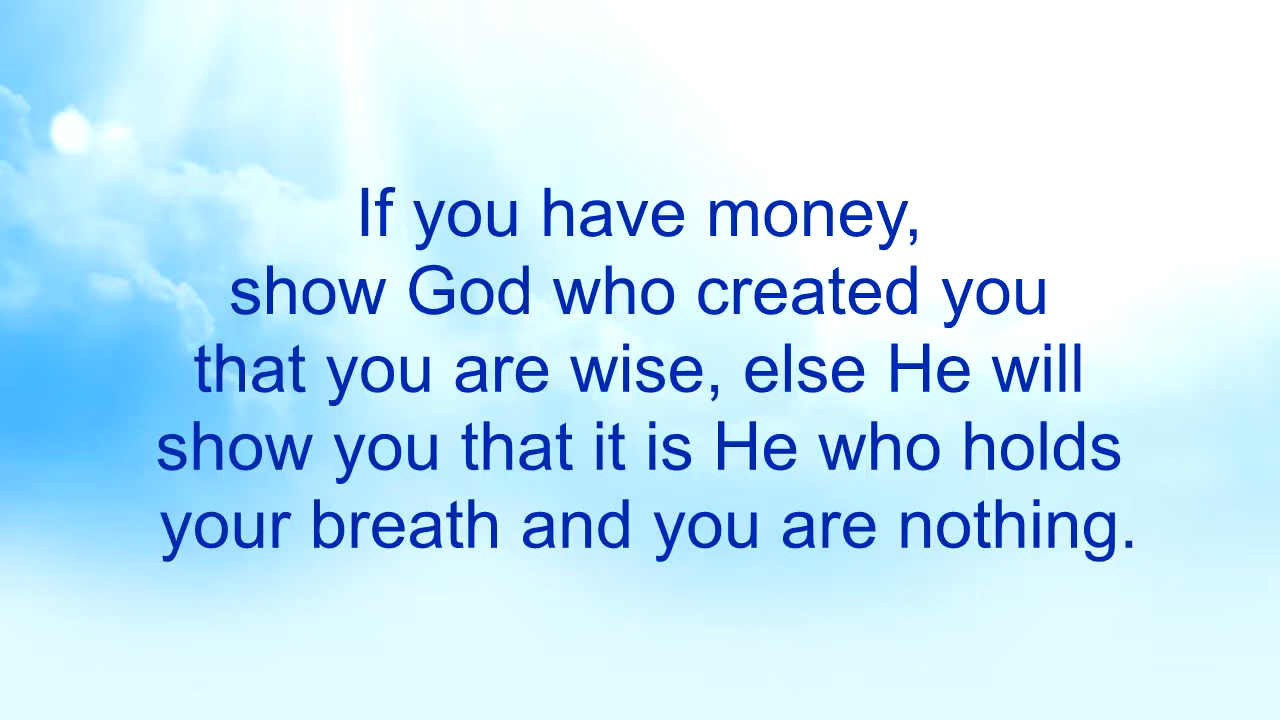 If you have money,
show God who created you
that you are wise, else He will
show you that it is He who holds
your breath and you are nothing.